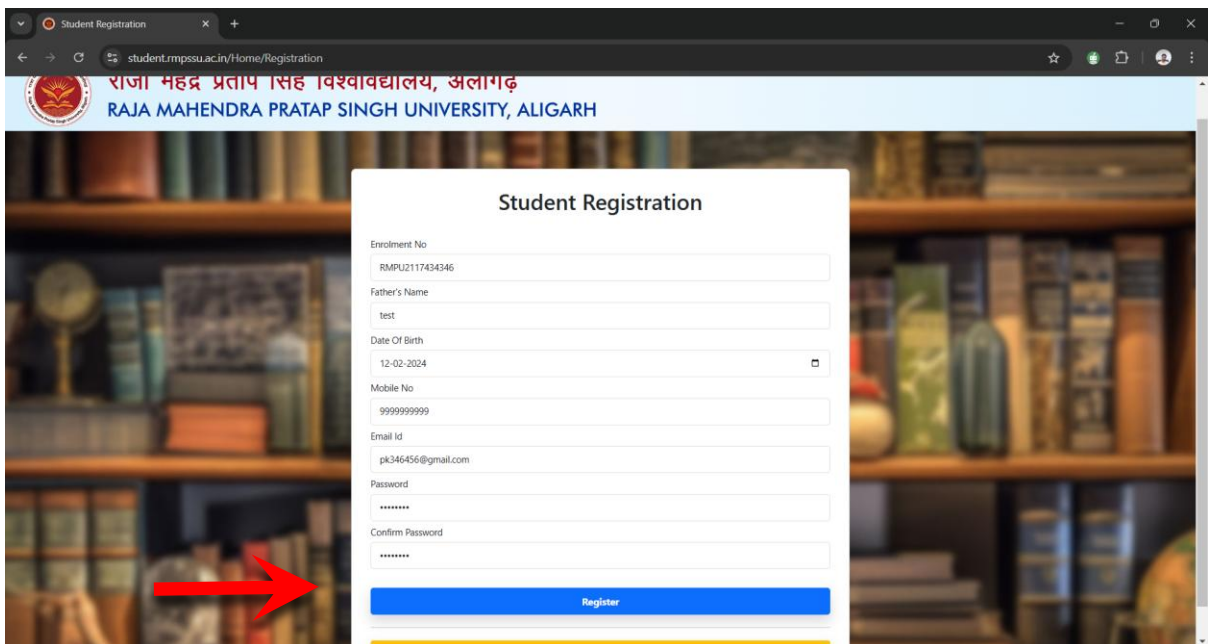 Student Registration
student.rmpssu.ac.in/Home/Registration
राजा महेंद्र प्रताप सिंह विश्वविद्यालय, अलीगढ़
RAJA MAHENDRA PRATAP SINGH UNIVERSITY, ALIGARH
Student Registration
Enrolment No
RMPU2117434346
Father's Name
test
Date Of Birth
12-02-2024
Mobile No
9999999999
Email Id
pk346456@gmail.com
Password
••••••••
Confirm Password
••••••••
Register